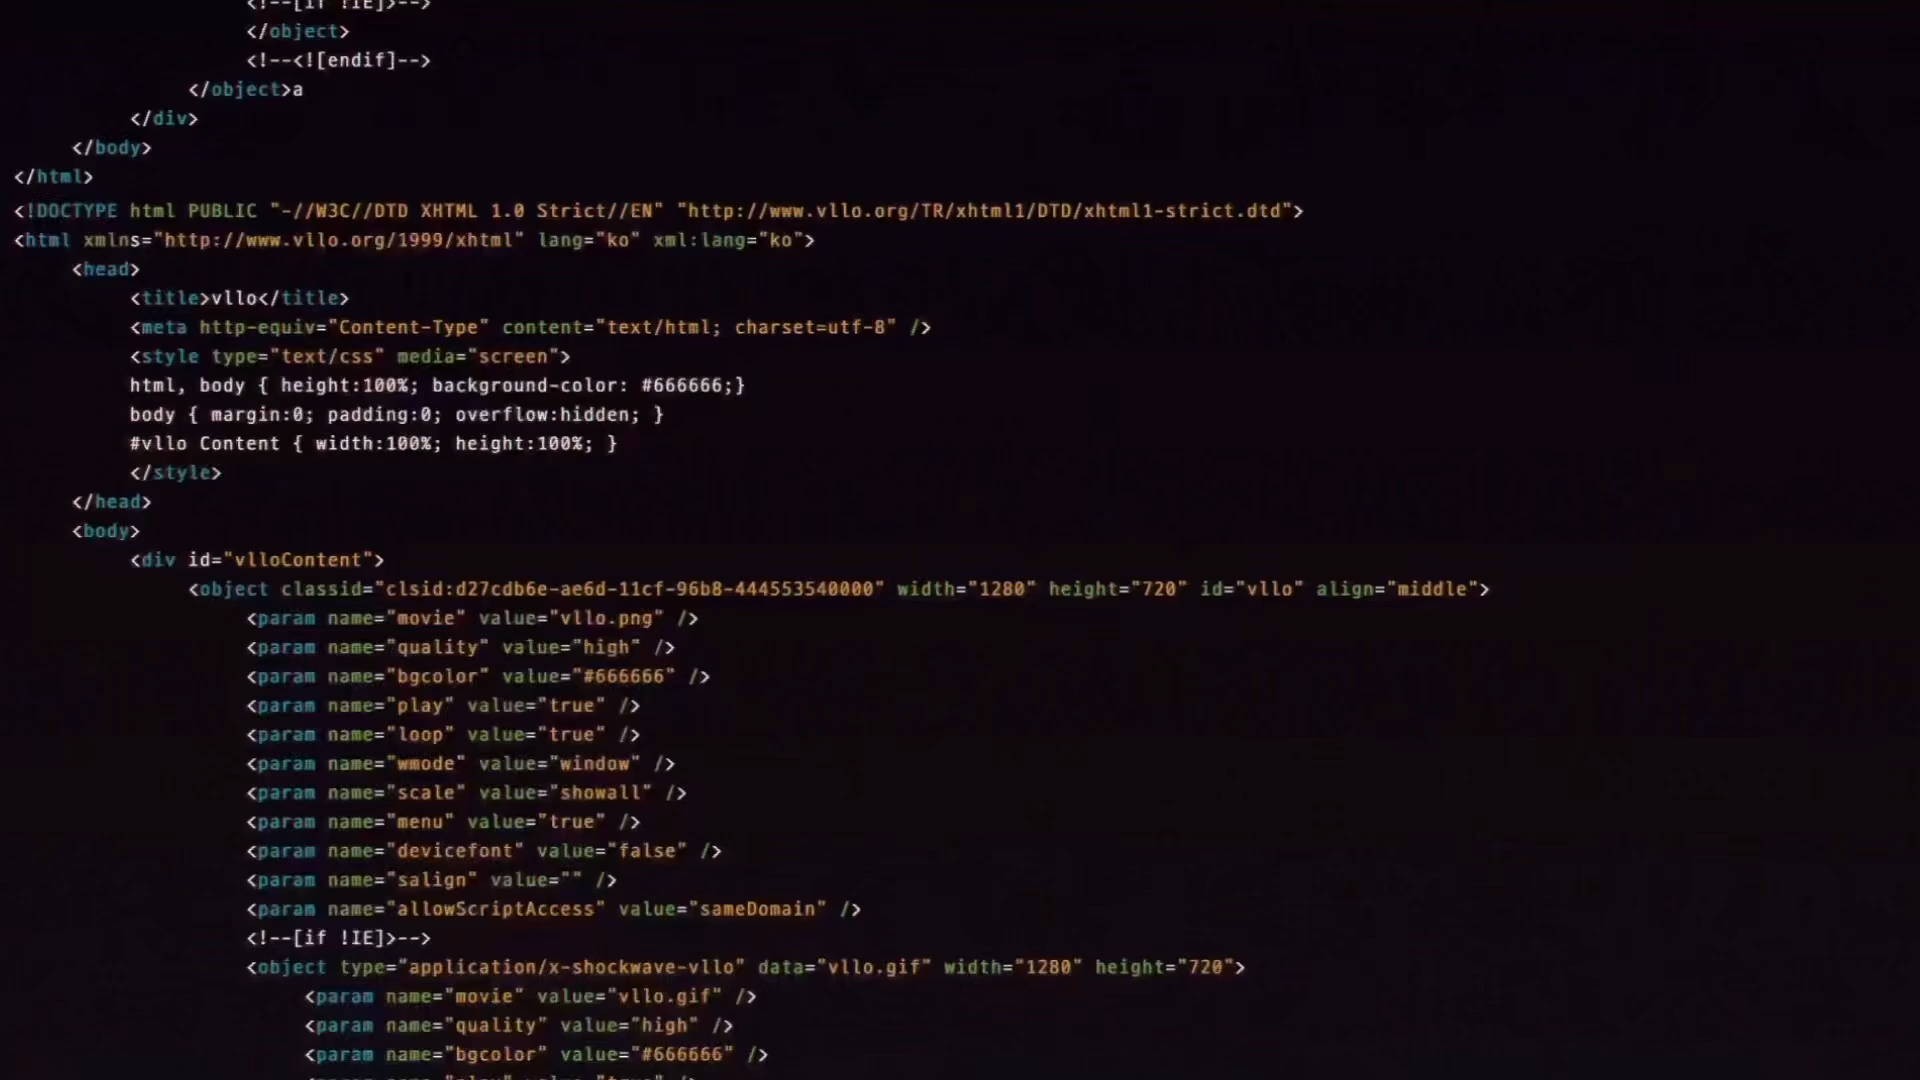 <!--[if !IE]>-->
</object>
<!--<![endif]-->
</object>a
</div>
</body>
</html>
<!DOCTYPE html PUBLIC "-//W3C//DTD XHTML 1.0 Strict//EN" "http://www.vllo.org/TR/xhtml1/DTD/xhtml1-strict.dtd">
<html xmlns="http://www.vllo.org/1999/xhtml" lang="ko" xml:lang="ko">
<head>
<title>vllo</title>
<meta http-equiv="Content-Type" content="text/html; charset=utf-8" />
<style type="text/css" media="screen">
html, body { height:100%; background-color: #666666;}
body { margin:0; padding:0; overflow:hidden; }
#vllo Content { width:100%; height:100%; }
</style>
</head>
<body>
<div id="vlloContent">
<object classid="clsid:d27cdb6e-ae6d-11cf-96b8-444553540000" width="1280" height="720" id="vllo" align="middle">
<param name="movie" value="vllo.png" />
<param name="quality" value="high" />
<param name="bgcolor" value="#666666" />
<param name="play" value="true" />
<param name="loop" value="true" />
<param name="wmode" value="window" />
<param name="scale" value="showall" />
<param name="menu" value="true" />
<param name="devicefont" value="false" />
<param name="salign" value="" />
<param name="allowScriptAccess" value="sameDomain" />
<!--[if !IE]>-->
<object type="application/x-shockwave-vllo" data="vllo.gif" width="1280" height="720">
<param name="movie" value="vllo.gif" />
<param name="quality" value="high" />
<param name="bgcolor" value="#666666" />
<param name="play" value="true" />